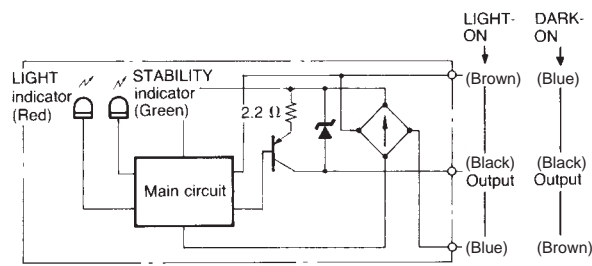 LIGHT-
ON
DARK-
ON
LIGHT
indicator
(Red)
STABILITY
indicator
(Green)
2.2 Ω
Main circuit
(Brown)
(Blue)
(Black)
Output
(Black)
Output
(Blue)
(Brown)